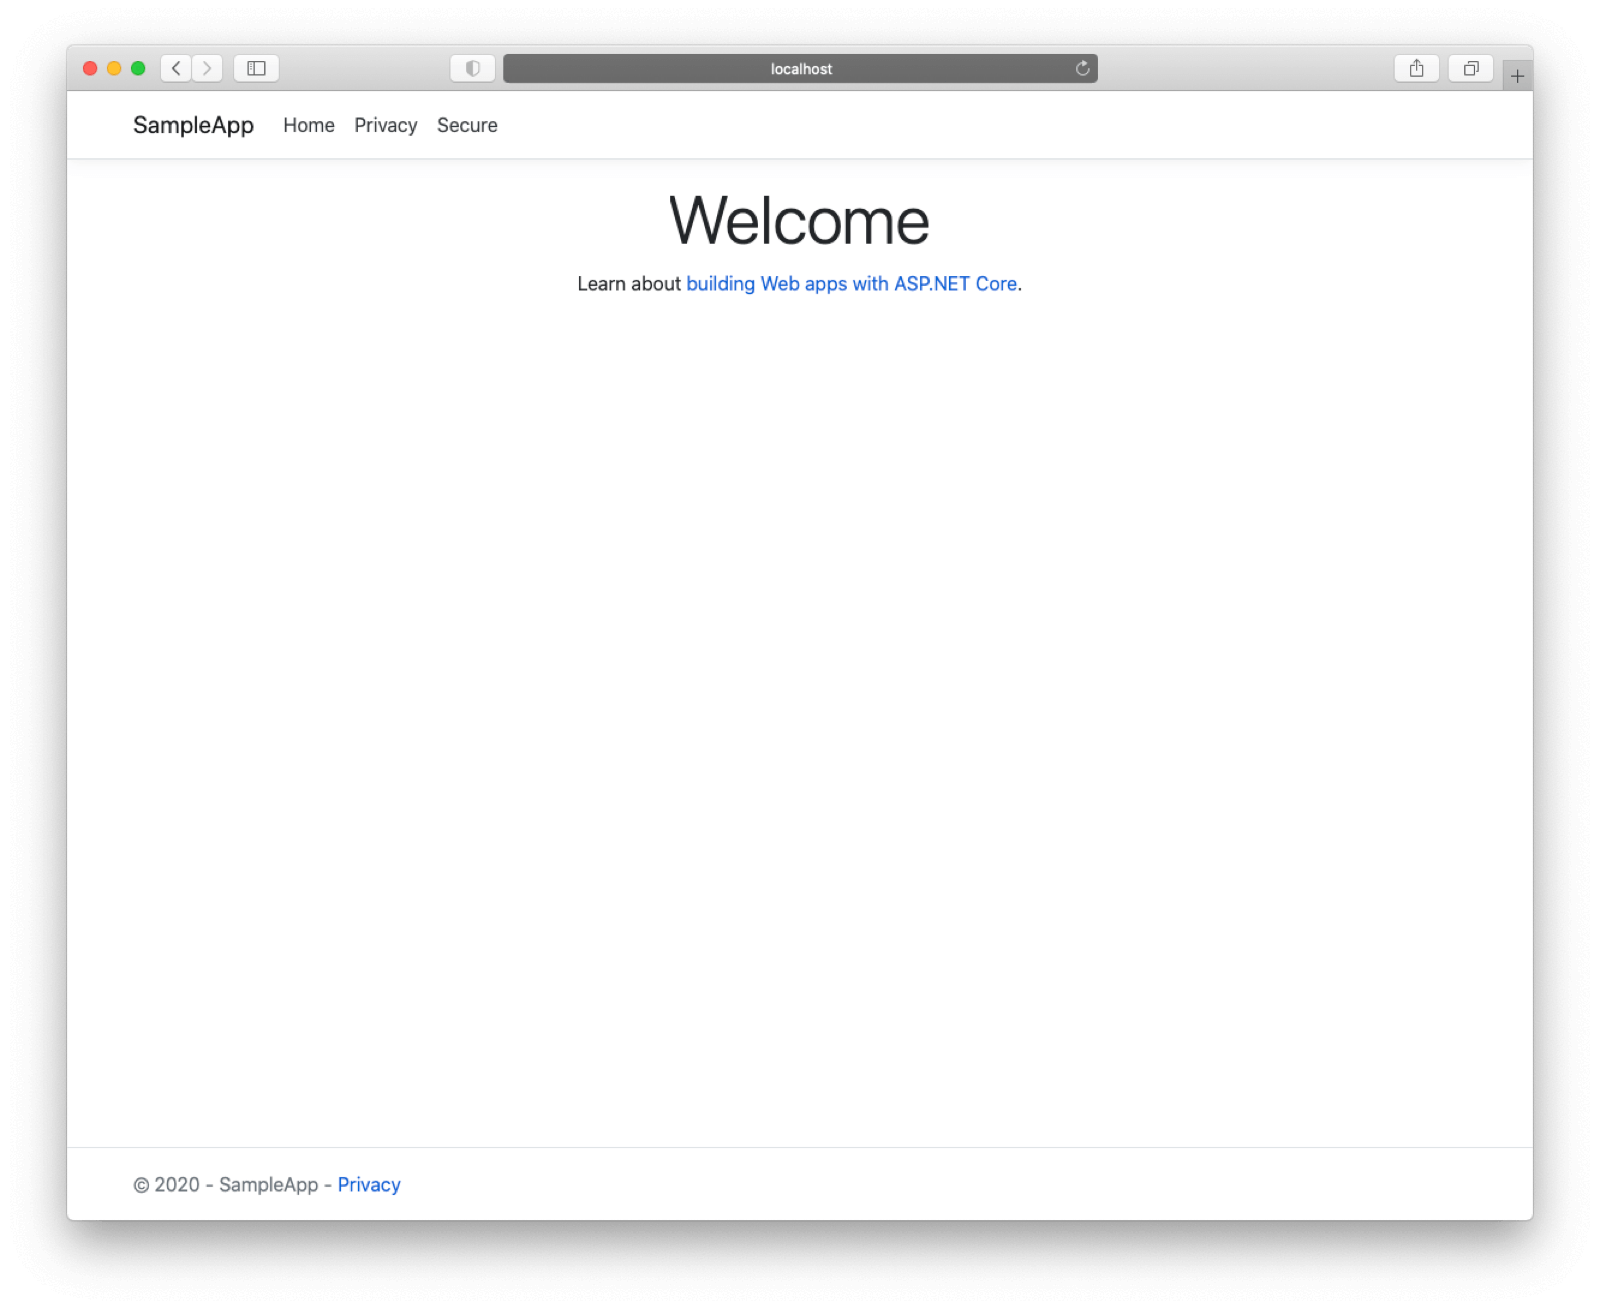 localhost
SampleApp Home Privacy Secure
Welcome
Learn about building Web apps with ASP.NET Core.
© 2020 - SampleApp - Privacy